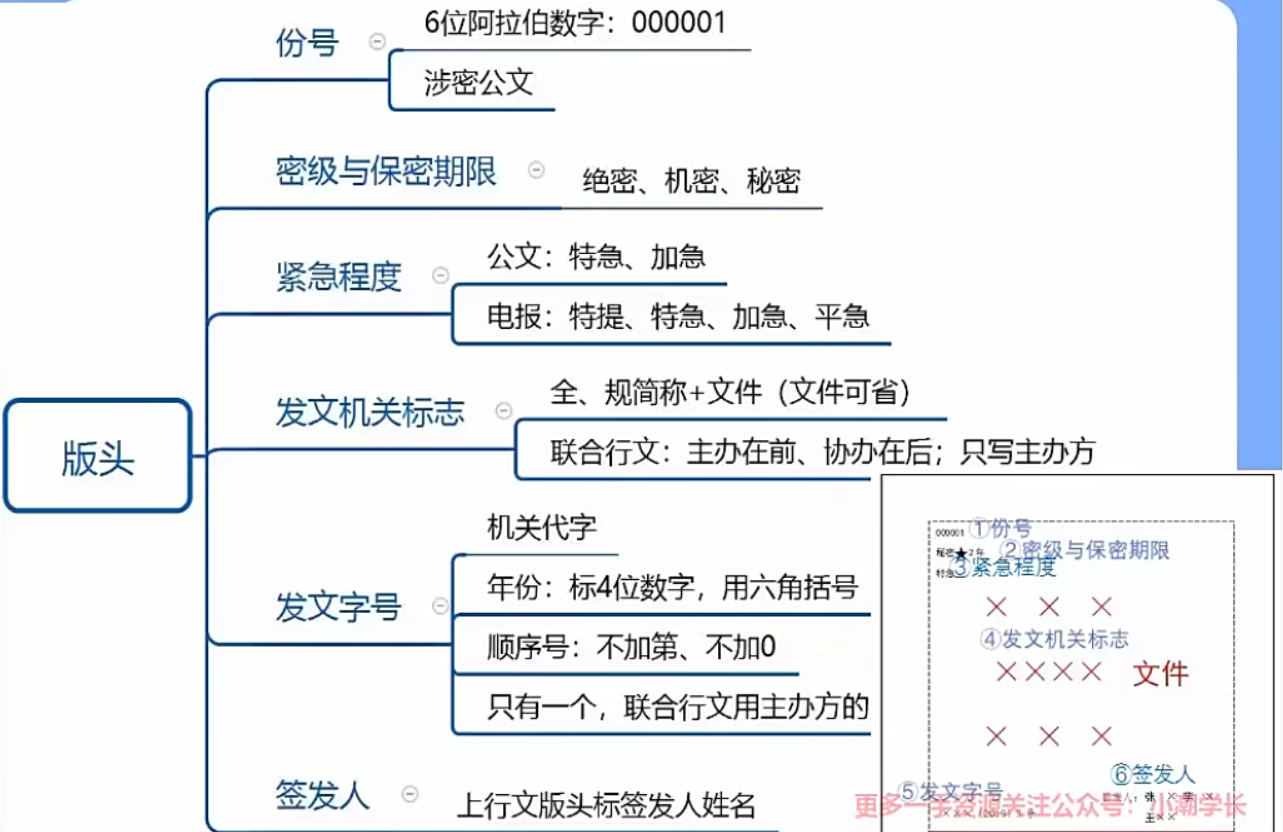 版头
份号
6位阿拉伯数字：000001
涉密公文
密级与保密期限
绝密、机密、秘密
紧急程度
公文：特急、加急
电报：特提、特急、加急、平急
发文机关标志
全、规简称+文件（文件可省）
联合行文：主办在前、协办在后；只写主办方
发文字号
机关代字
年份：标4位数字，用六角括号
顺序号：不加第、不加0
只有一个，联合行文用主办方的
签发人
上行文版头标签发人姓名
000001 ①份号
秘密★2年 ②密级与保密期限
特急 ③紧急程度
×××
④发文机关标志
×××× 文件
×××
⑥签发人
⑤发文字号
更多一手资源关注公众号：小潮学长
王××